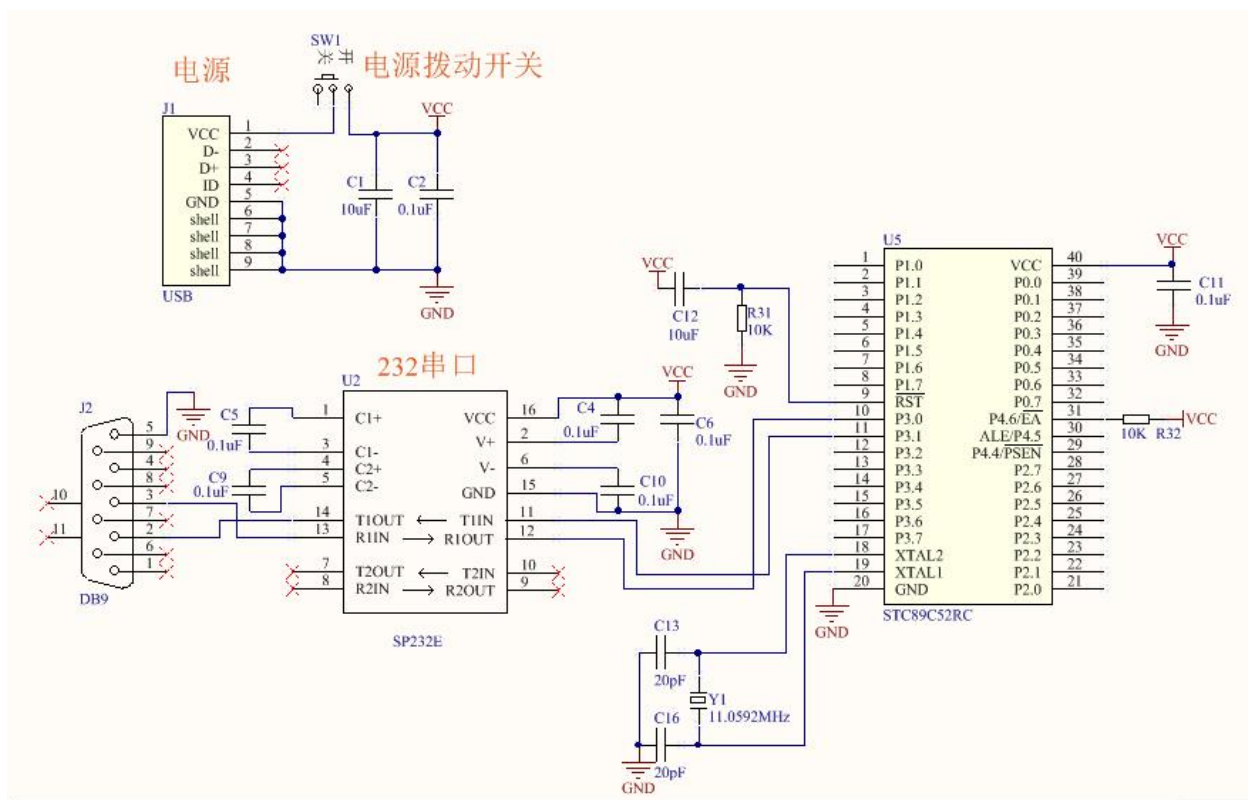 SW1
关 开
电源
电源拨动开关
J1
VCC
VCC 1
D- 2
D+ 3
ID 4
GND 5
shell 6
shell 7
shell 8
shell 9
C1
10uF
C2
0.1uF
USB
GND
U5
VCC
C12
10uF
R31
10K
GND
VCC
C11
0.1uF
GND
1 P1.0 VCC 40
2 P1.1 P0.0 39
3 P1.2 P0.1 38
4 P1.3 P0.2 37
5 P1.4 P0.3 36
6 P1.5 P0.4 35
7 P1.6 P0.5 34
8 P1.7 P0.6 33
9 RST P0.7 32
10 P3.0 P4.6/EA 31
11 P3.1 ALE/P4.5 30
12 P3.2 P4.4/PSEN 29
13 P3.3 P2.7 28
14 P3.4 P2.6 27
15 P3.5 P2.5 26
16 P3.6 P2.4 25
17 P3.7 P2.3 24
18 XTAL2 P2.2 23
19 XTAL1 P2.1 22
20 GND P2.0 21
GND
STC89C52RC
10K R32
VCC
232串口
U2
J2
5
9
4
8
3
7
2
6
1
10
11
DB9
GND
C5
0.1uF
C9
0.1uF
1 C1+ VCC 16
V+ 2
3 C1-
4 C2+ V- 6
5 C2- GND 15
14 T1OUT ← T1IN 11
13 R1IN → R1OUT 12
7 T2OUT ← T2IN 10
8 R2IN → R2OUT 9
SP232E
VCC
C4
0.1uF
C6
0.1uF
C10
0.1uF
GND
C13
20pF
Y1
11.0592MHz
C16
20pF
GND